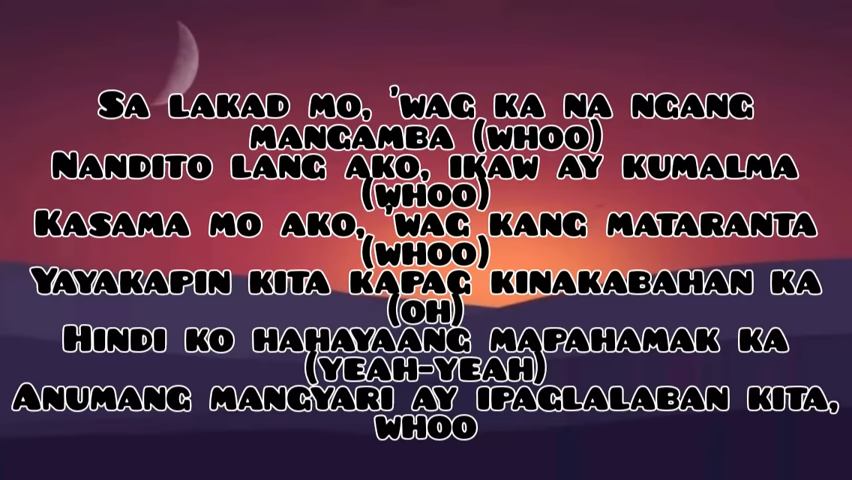 Sa lakad mo, 'wag ka na ngang
mangamba (whoo)
Nandito lang ako, ikaw ay kumalma
(whoo)
Kasama mo ako, 'wag kang mataranta
(whoo)
Yayakapin kita kapag kinakabahan ka
(oh)
Hindi ko hahayaang mapahamak ka
(yeah-yeah)
Anumang mangyari ay ipaglalaban kita,
whoo